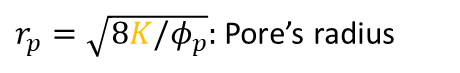 r_p = √8K/ϕ_p: Pore’s radius